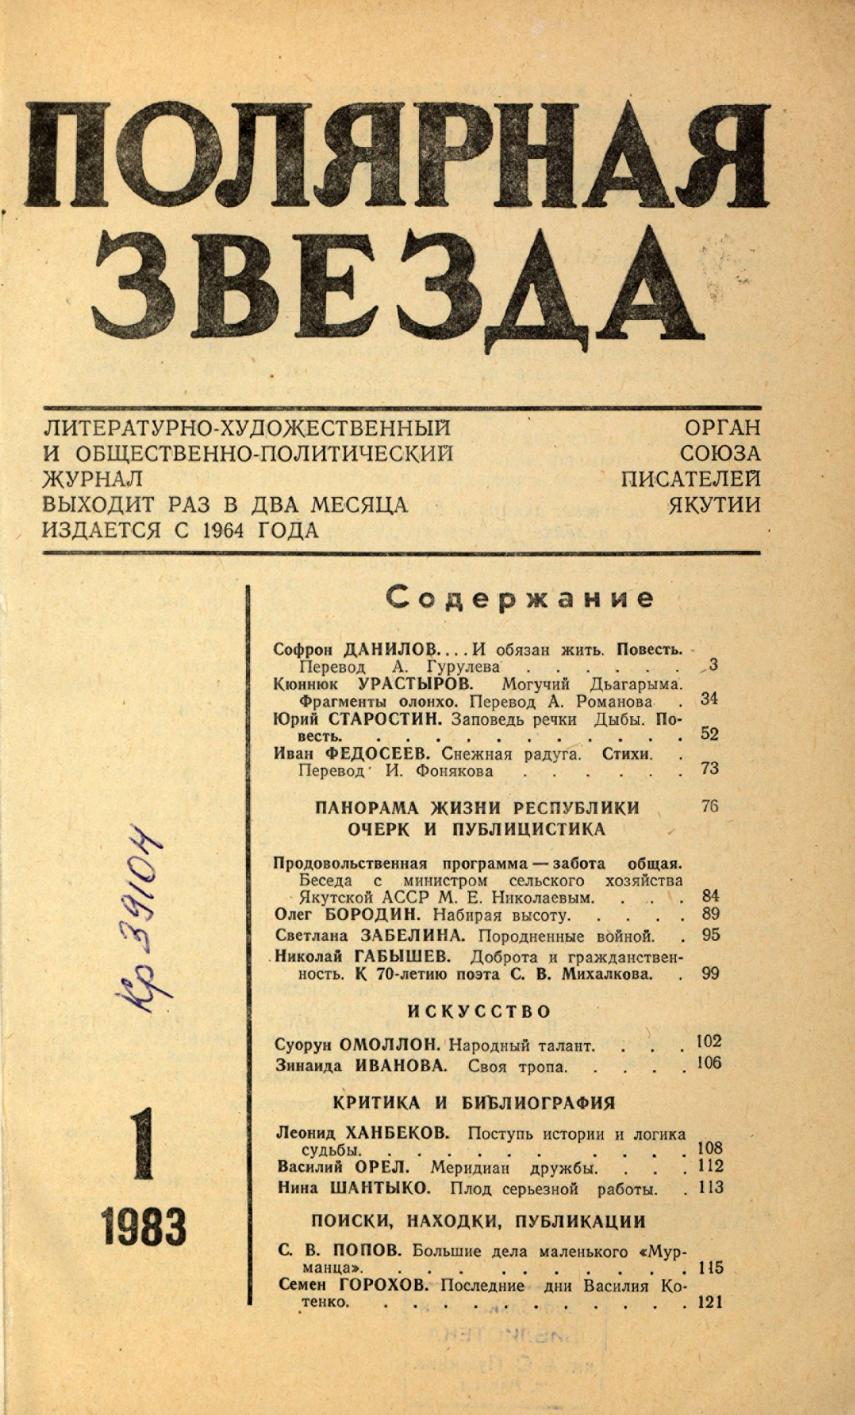 ПОЛЯРНАЯ
ЗВЕЗДА
ЛИТЕРАТУРНО-ХУДОЖЕСТВЕННЫЙ
И ОБЩЕСТВЕННО-ПОЛИТИЧЕСКИЙ
ЖУРНАЛ
ВЫХОДИТ РАЗ В ДВА МЕСЯЦА
ИЗДАЕТСЯ С 1964 ГОДА
ОРГАН
СОЮЗА
ПИСАТЕЛЕЙ
ЯКУТИИ
Содержание
Софрон ДАНИЛОВ. . . . И обязан жить. Повесть.
Перевод А. Гурулева . . . . . . 3
Кюннюк УРАСТЫРОВ. Могучий Дьагарыма.
Фрагменты олонхо. Перевод А. Романова . 34
Юрий СТАРОСТИН. Заповедь речки Дыбы. По-
весть. . . . . . . . . . . . 52
Иван ФЕДОСЕЕВ. Снежная радуга. Стихи. .
Перевод И. Фонякова . . . . . . 73
ПАНОРАМА ЖИЗНИ РЕСПУБЛИКИ 76
ОЧЕРК И ПУБЛИЦИСТИКА
Продовольственная программа — забота общая.
Беседа с министром сельского хозяйства
Якутской АССР М. Е. Николаевым. . . . 84
Олег БОРОДИН. Набирая высоту. . . . . 89
Светлана ЗАБЕЛИНА. Породненные войной. . 95
Николай ГАБЫШЕВ. Доброта и гражданствен-
ность. К 70-летию поэта С. В. Михалкова. . 99
ИСКУССТВО
Суорун ОМОЛЛОН. Народный талант. . . . 102
Зинаида ИВАНОВА. Своя тропа. . . . . 106
КРИТИКА И БИБЛИОГРАФИЯ
Леонид ХАНБЕКОВ. Поступь истории и логика
судьбы. . . . . . . . . . . 108
Василий ОРЕЛ. Меридиан дружбы. . . . 112
Нина ШАНТЫКО. Плод серьезной работы. . 113
ПОИСКИ, НАХОДКИ, ПУБЛИКАЦИИ
С. В. ПОПОВ. Большие дела маленького «Мур-
манца». . . . . . . . . . . 115
Семен ГОРОХОВ. Последние дни Василия Ко-
тенко. . . . . . . . . . . . 121
Кр 39104
1
1983